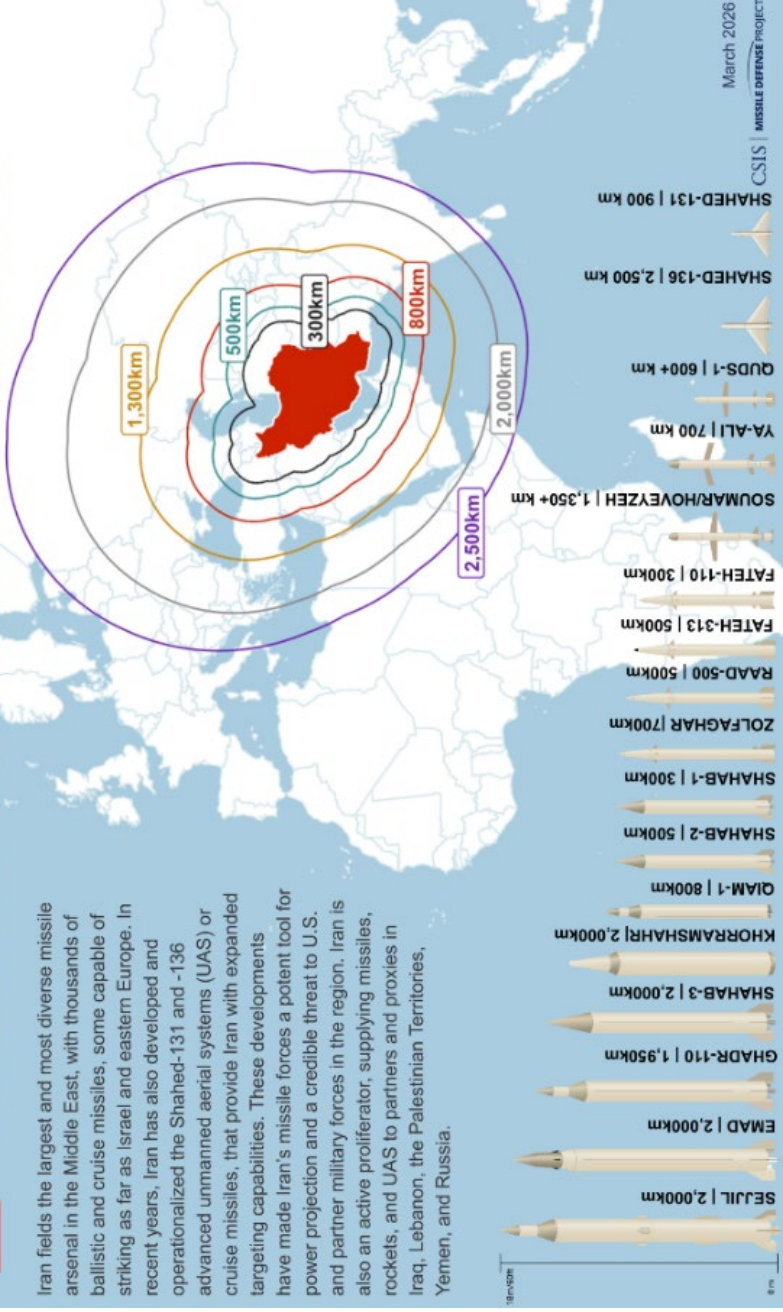 Iran fields the largest and most diverse missile
arsenal in the Middle East, with thousands of
ballistic and cruise missiles, some capable of
striking as far as Israel and eastern Europe. In
recent years, Iran has also developed and
operationalized the Shahed-131 and -136
advanced unmanned aerial systems (UAS) or
cruise missiles, that provide Iran with expanded
targeting capabilities. These developments
have made Iran's missile forces a potent tool for
power projection and a credible threat to U.S.
and partner military forces in the region. Iran is
also an active proliferator, supplying missiles,
rockets, and UAS to partners and proxies in
Iraq, Lebanon, the Palestinian Territories,
Yemen, and Russia.
1,300km
500km
300km
800km
2,000km
2,500km
SEJJIL | 2,000km
EMAD | 2,000km
GHADR-110 | 1,950km
SHAHAB-3 | 2,000km
KHORRAMSHAHR| 2,000km
QIAM-1 | 800km
SHAHAB-2 | 500km
SHAHAB-1 | 300km
ZOLFAGHAR |700km
RAAD-500 | 500km
FATEH-313 | 500km
FATEH-110 | 300km
SOUMAR/HOVEYZEH | 1,350+ km
YA-ALI | 700 km
QUDS-1 | 600+ km
SHAHED-136 | 2,500 km
SHAHED-131 | 900 km
0 m
March 2026
CSIS | MISSILE DEFENSE PROJECT